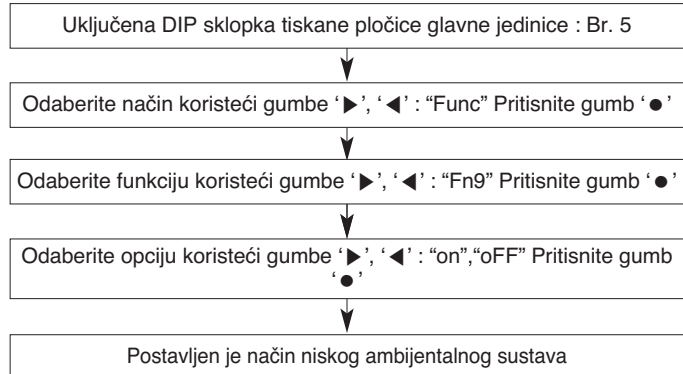 Uključena DIP sklopka tiskane pločice glavne jedinice : Br. 5
Odaberite način koristeći gumbe ‘▶’, ‘◀’ : “Func” Pritisnite gumb ‘●’
Odaberite funkciju koristeći gumbe ‘▶’, ‘◀’ : “Fn9” Pritisnite gumb ‘●’
Odaberite opciju koristeći gumbe ‘▶’, ‘◀’ : “on”,“oFF” Pritisnite gumb
‘●’
Postavljen je način niskog ambijentalnog sustava